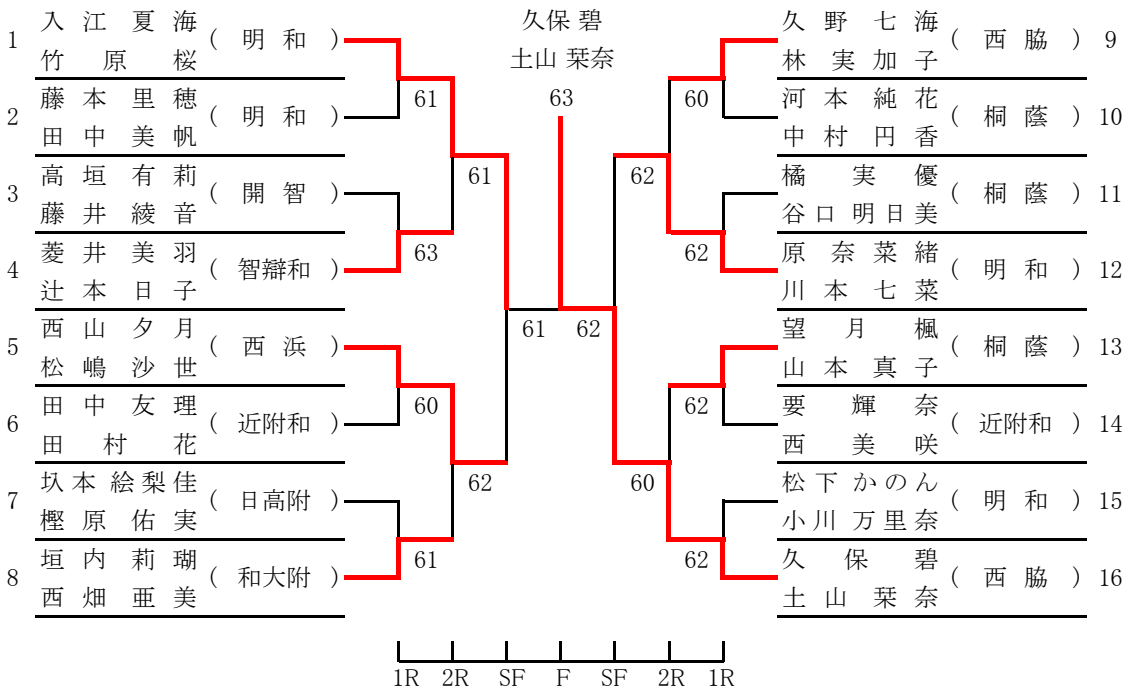 久保 碧
土山 栞奈
63
1 入江夏海 竹原桜 ( 明和 )
2 藤本里穂 田中美帆 ( 明和 )
3 高垣有莉 藤井綾音 ( 開智 )
4 菱井美羽 辻本日子 ( 智辯和 )
5 西山夕月 松嶋沙世 ( 西浜 )
6 田中友理 田村花 ( 近附和 )
7 圦本絵梨佳 樫原佑実 ( 日高附 )
8 垣内莉瑚 西畑亜美 ( 和大附 )
61
63
60
61
61
62
61
62
久野七海 林実加子 ( 西脇 ) 9
河本純花 中村円香 ( 桐蔭 ) 10
橘実優 谷口明日美 ( 桐蔭 ) 11
原奈菜緒 川本七菜 ( 明和 ) 12
望月楓 山本真子 ( 桐蔭 ) 13
要輝奈 西美咲 ( 近附和 ) 14
松下かのん 小川万里奈 ( 明和 ) 15
久保碧 土山栞奈 ( 西脇 ) 16
60
62
62
62
62
60
1R 2R SF F SF 2R 1R